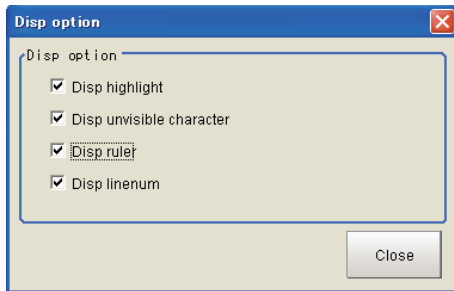 Disp option
Disp option
Disp highlight
Disp unvisible character
Disp ruler
Disp linenum
Close